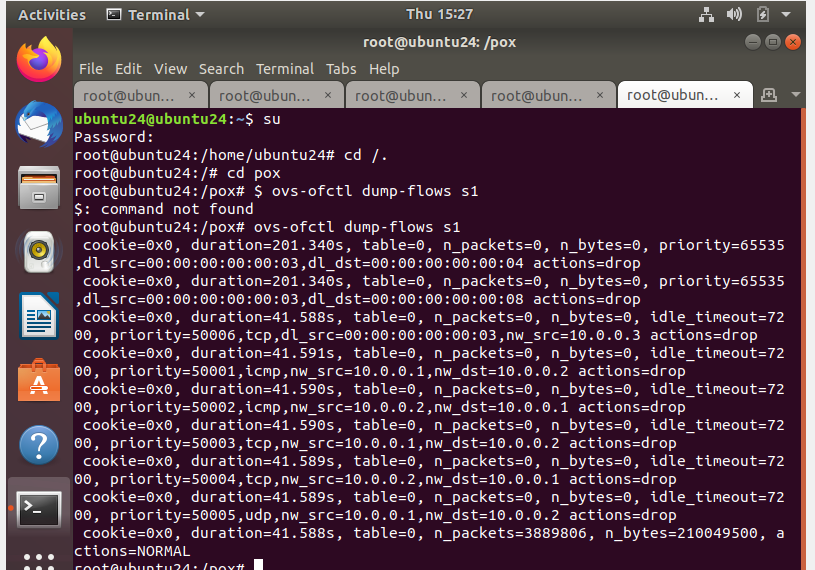 Activities Terminal Thu 15:27
root@ubuntu24: /pox
File Edit View Search Terminal Tabs Help
root@ubun... × root@ubun... × root@ubun... × root@ubun... × root@ubun... ×
ubuntu24@ubuntu24:~$ su
Password:
root@ubuntu24:/home/ubuntu24# cd /.
root@ubuntu24:/# cd pox
root@ubuntu24:/pox# $ ovs-ofctl dump-flows s1
$: command not found
root@ubuntu24:/pox# ovs-ofctl dump-flows s1
 cookie=0x0, duration=201.340s, table=0, n_packets=0, n_bytes=0, priority=65535
,dl_src=00:00:00:00:00:03,dl_dst=00:00:00:00:00:04 actions=drop
 cookie=0x0, duration=201.340s, table=0, n_packets=0, n_bytes=0, priority=65535
,dl_src=00:00:00:00:00:03,dl_dst=00:00:00:00:00:08 actions=drop
 cookie=0x0, duration=41.588s, table=0, n_packets=0, n_bytes=0, idle_timeout=72
00, priority=50006,tcp,dl_src=00:00:00:00:00:03,nw_src=10.0.0.3 actions=drop
 cookie=0x0, duration=41.591s, table=0, n_packets=0, n_bytes=0, idle_timeout=72
00, priority=50001,icmp,nw_src=10.0.0.1,nw_dst=10.0.0.2 actions=drop
 cookie=0x0, duration=41.590s, table=0, n_packets=0, n_bytes=0, idle_timeout=72
00, priority=50002,icmp,nw_src=10.0.0.2,nw_dst=10.0.0.1 actions=drop
 cookie=0x0, duration=41.590s, table=0, n_packets=0, n_bytes=0, idle_timeout=72
00, priority=50003,tcp,nw_src=10.0.0.1,nw_dst=10.0.0.2 actions=drop
 cookie=0x0, duration=41.589s, table=0, n_packets=0, n_bytes=0, idle_timeout=72
00, priority=50004,tcp,nw_src=10.0.0.2,nw_dst=10.0.0.1 actions=drop
 cookie=0x0, duration=41.589s, table=0, n_packets=0, n_bytes=0, idle_timeout=72
00, priority=50005,udp,nw_src=10.0.0.1,nw_dst=10.0.0.2 actions=drop
 cookie=0x0, duration=41.588s, table=0, n_packets=3889806, n_bytes=210049500, a
ctions=NORMAL
root@ubuntu24:/pox#